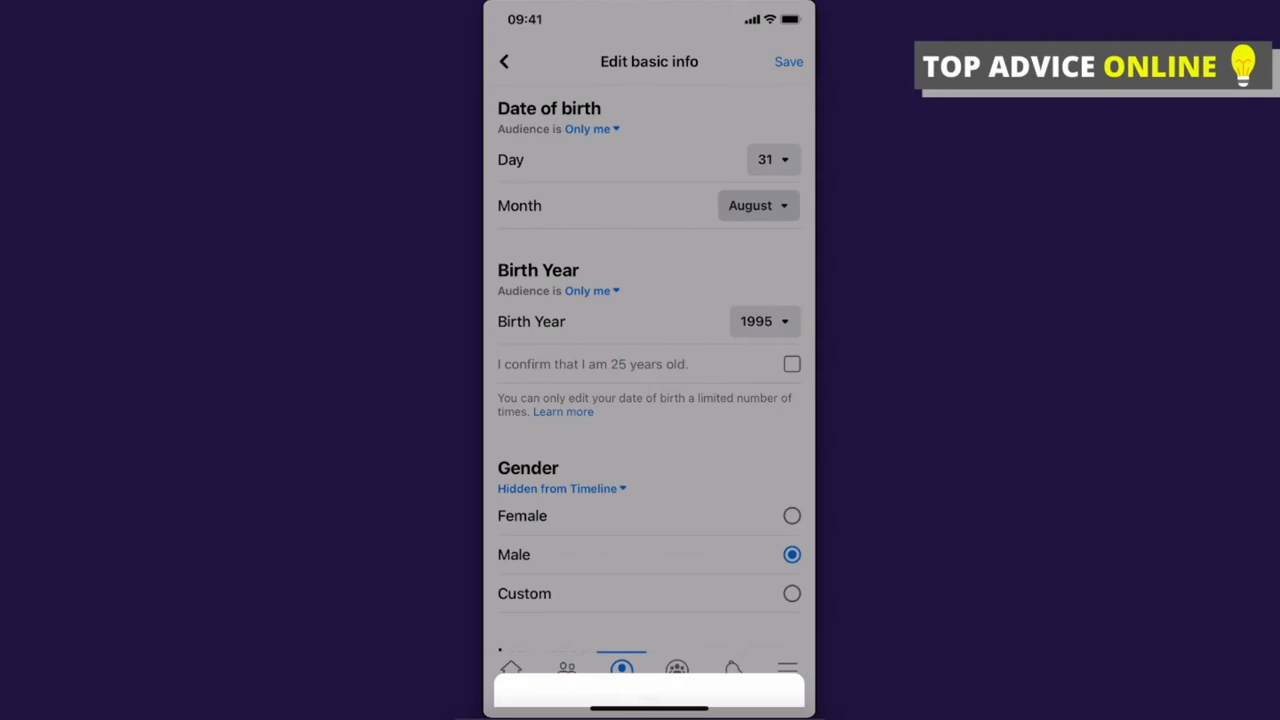 09:41
Edit basic info
Save
TOP ADVICE ONLINE
Date of birth
Audience is Only me
Day
31
Month
August
Birth Year
Audience is Only me
Birth Year
1995
I confirm that I am 25 years old.
You can only edit your date of birth a limited number of
times. Learn more
Gender
Hidden from Timeline
Female
Male
Custom